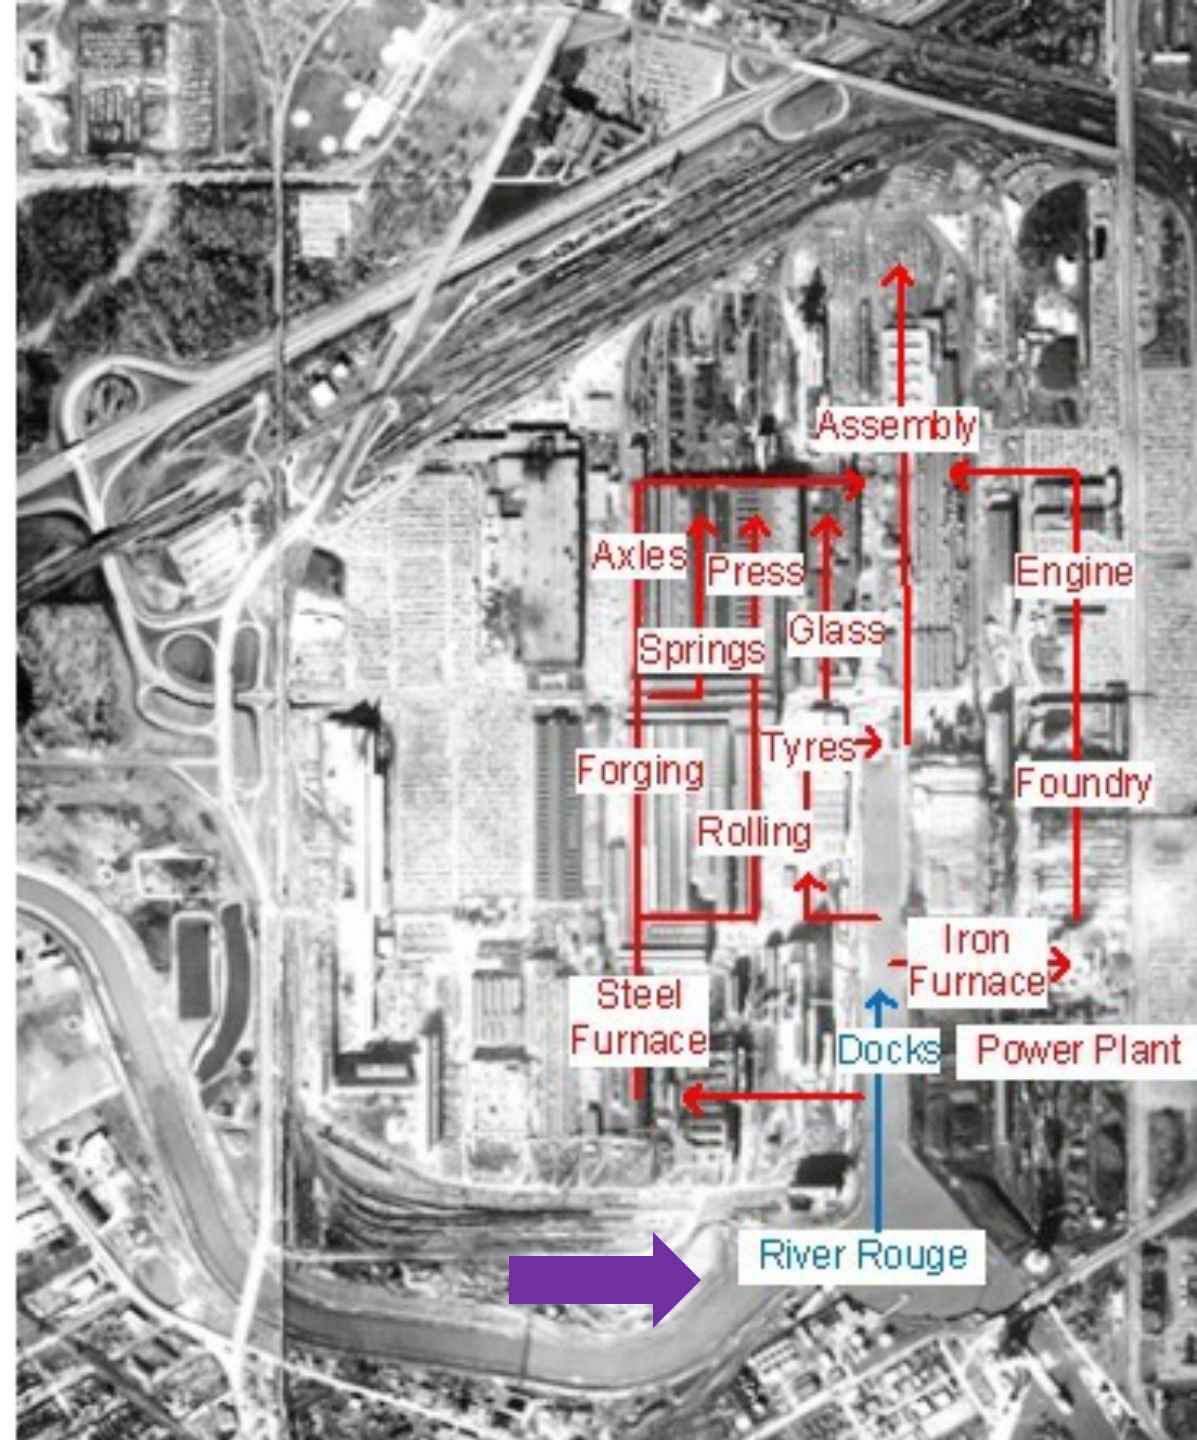 Assembly
Axles
Press
Engine
Glass
Springs
Tyres
Forging
Foundry
Rolling
Iron
Furnace
Steel
Furnace
Docks
Power Plant
River Rouge